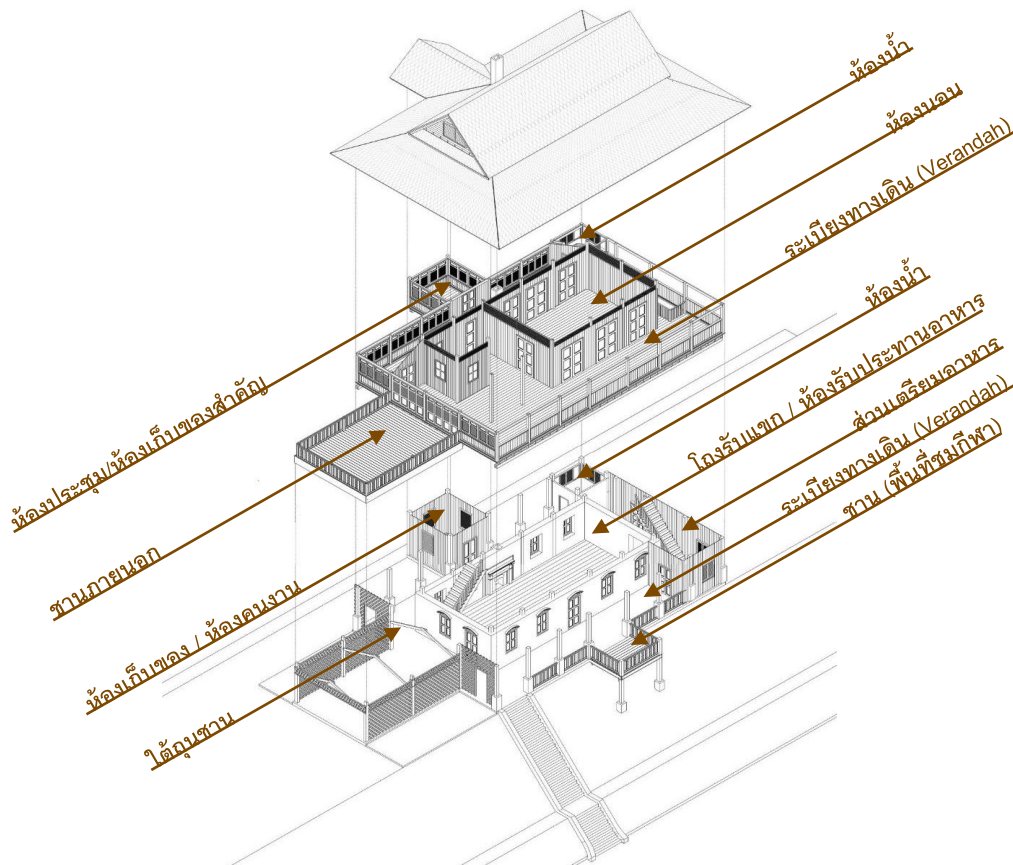 ห้องน้ำ
ห้องนอน
ระเบียงทางเดิน (Verandah)
ห้องน้ำ
โถงรับแขก / ห้องรับประทานอาหาร
ส่วนเตรียมอาหาร
ระเบียงทางเดิน (Verandah)
ชาน (พื้นที่ชมกีฬา)
ห้องประชุม/ห้องเก็บของสำคัญ
ชานภายนอก
ห้องเก็บของ / ห้องคนงาน
ใต้ถุนชาน